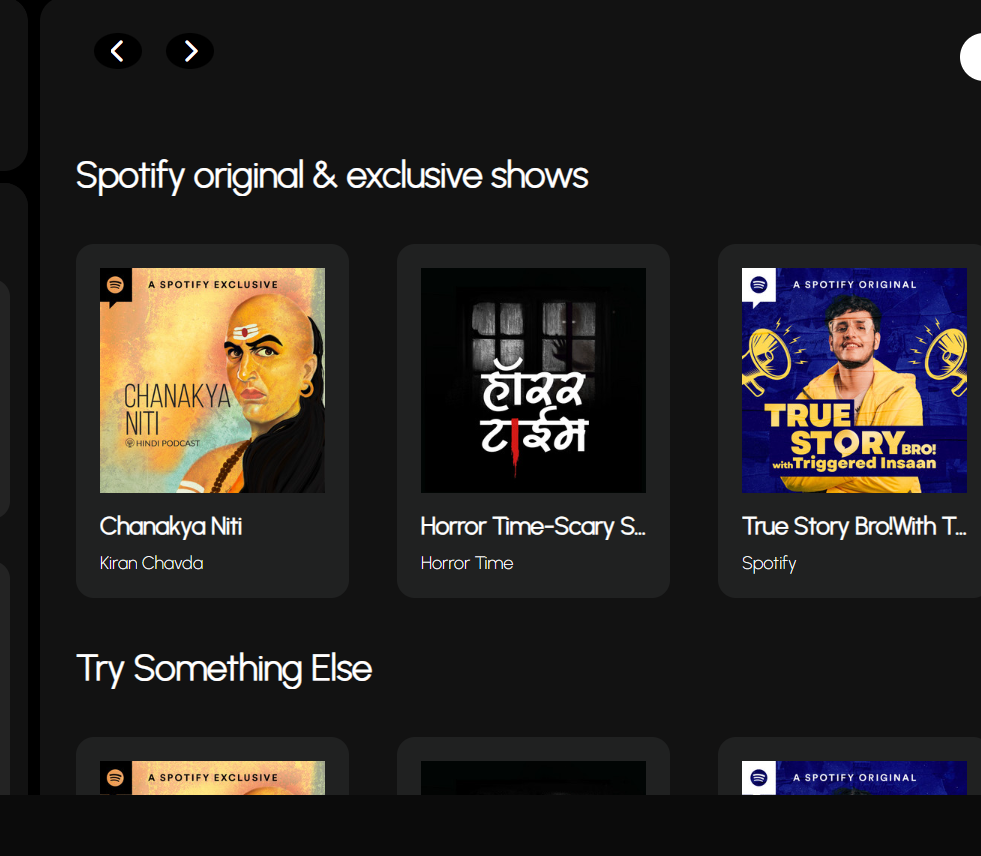 Spotify original & exclusive shows
A SPOTIFY EXCLUSIVE
CHANAKYA
NITI
HINDI PODCAST
Chanakya Niti
Kiran Chavda
हॉरर
टाईम
Horror Time-Scary S...
Horror Time
A SPOTIFY ORIGINAL
TRUE
STORY BRO!
with Triggered Insaan
True Story Bro!With T...
Spotify
Try Something Else
A SPOTIFY EXCLUSIVE
A SPOTIFY ORIGINAL